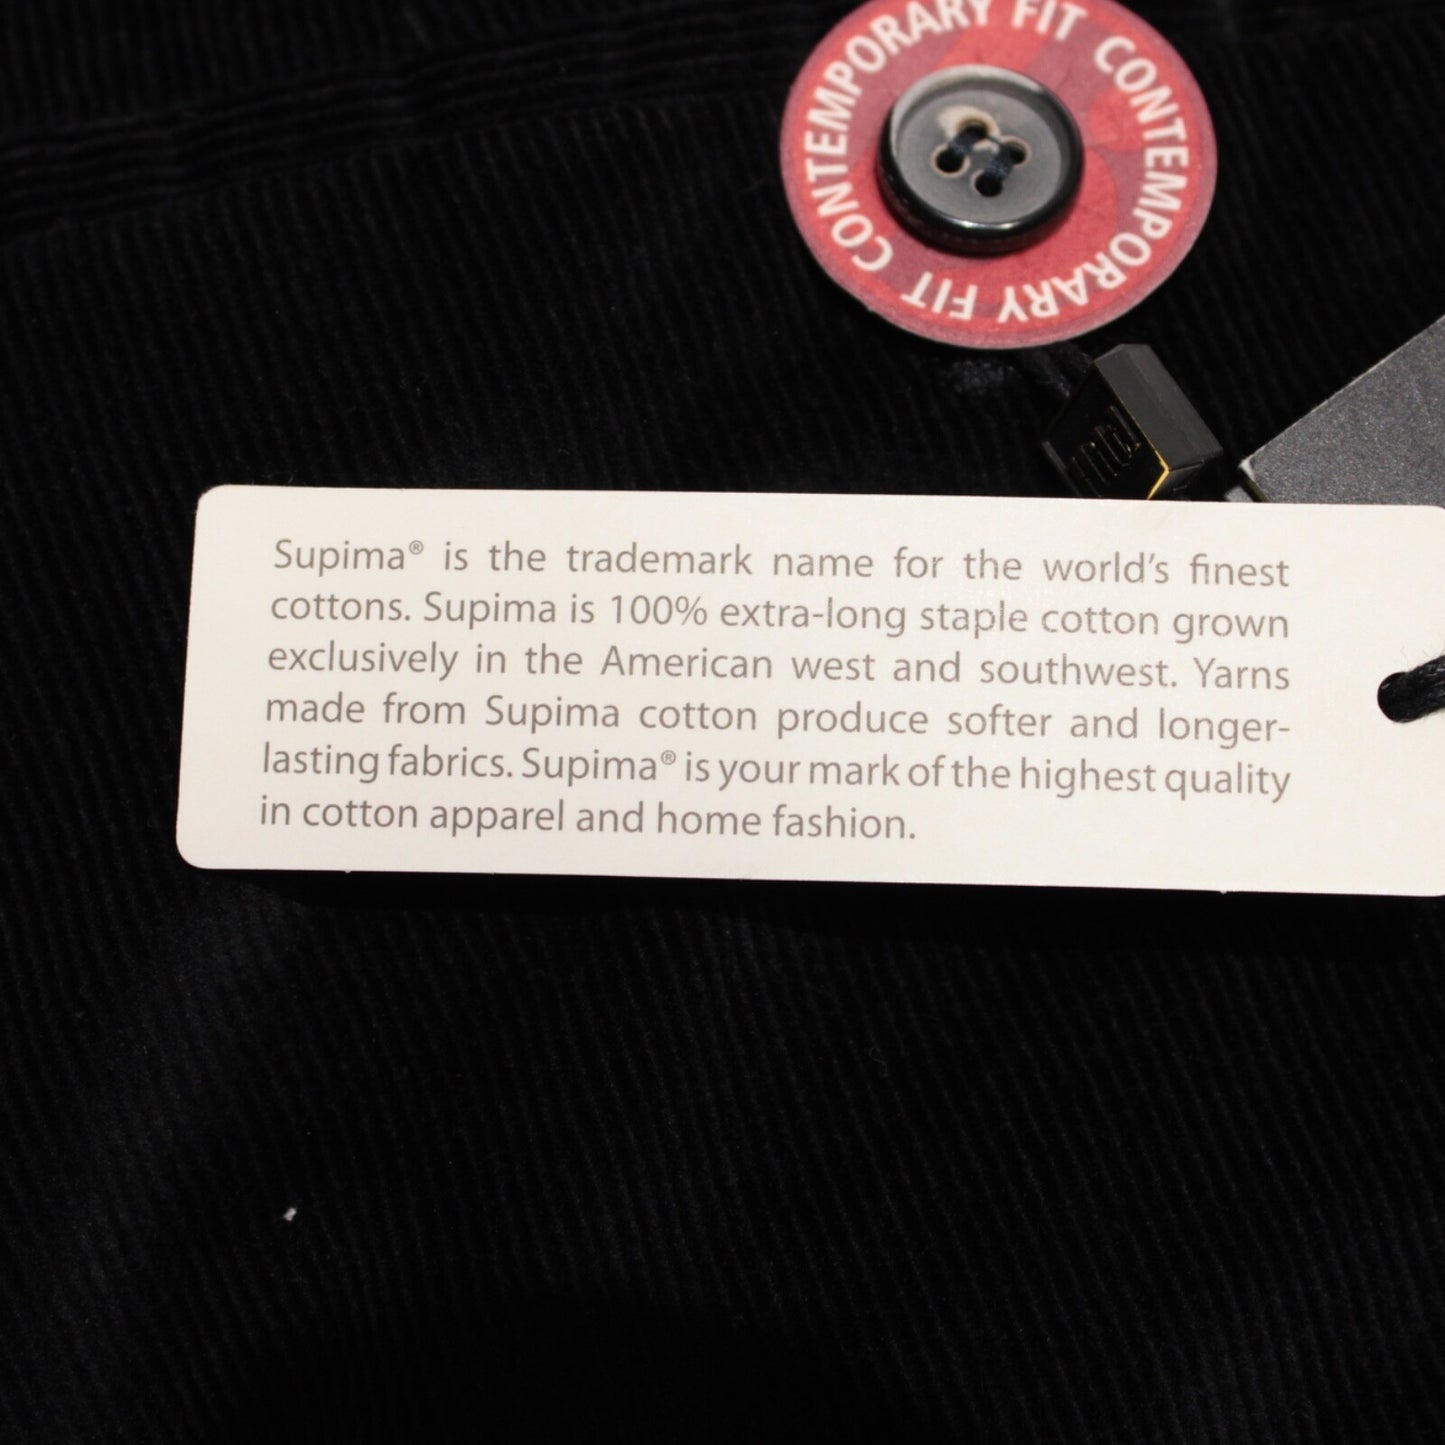 CONTEMPORARY FIT CONTEMPORARY FIT
Supima® is the trademark name for the world's finest
cottons. Supima is 100% extra-long staple cotton grown
exclusively in the American west and southwest. Yarns
made from Supima cotton produce softer and longer-
lasting fabrics. Supima® is your mark of the highest quality
in cotton apparel and home fashion.